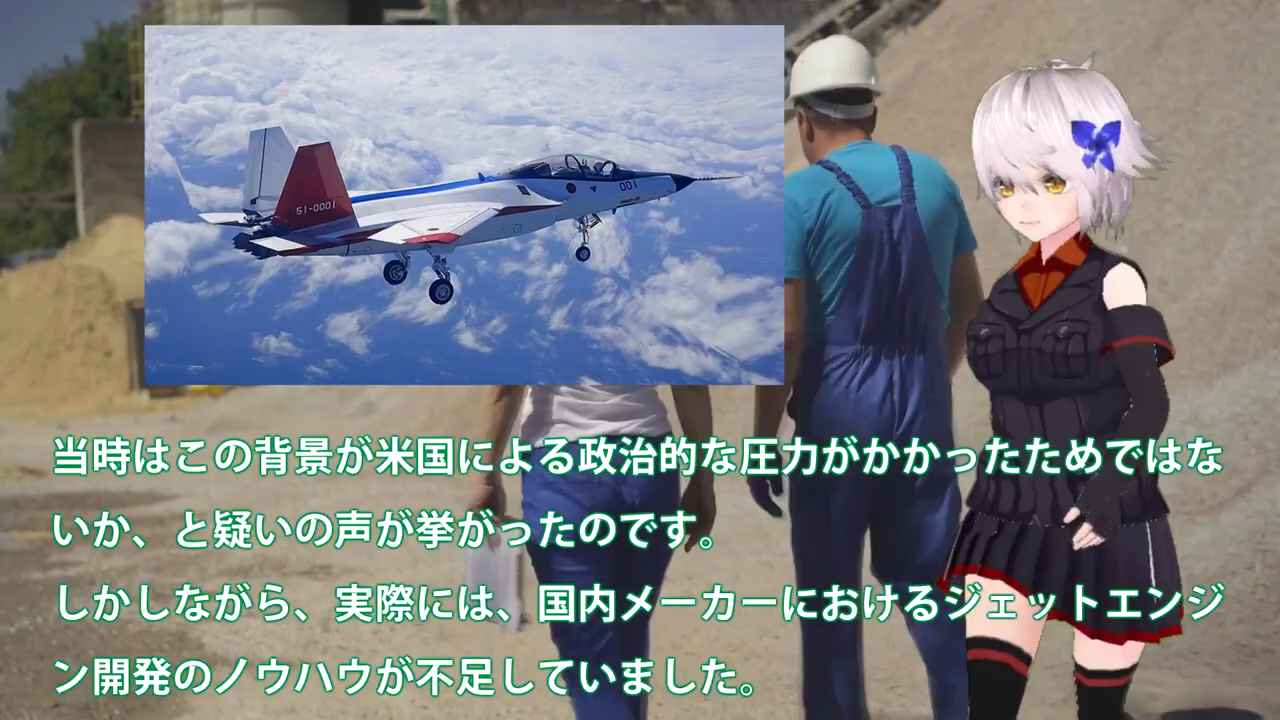 001
51-0001
当時はこの背景が米国による政治的な圧力がかかったためではな
いか、と疑いの声が挙がったのです。
しかしながら、実際には、国内メーカーにおけるジェットエンジ
ン開発のノウハウが不足していました。